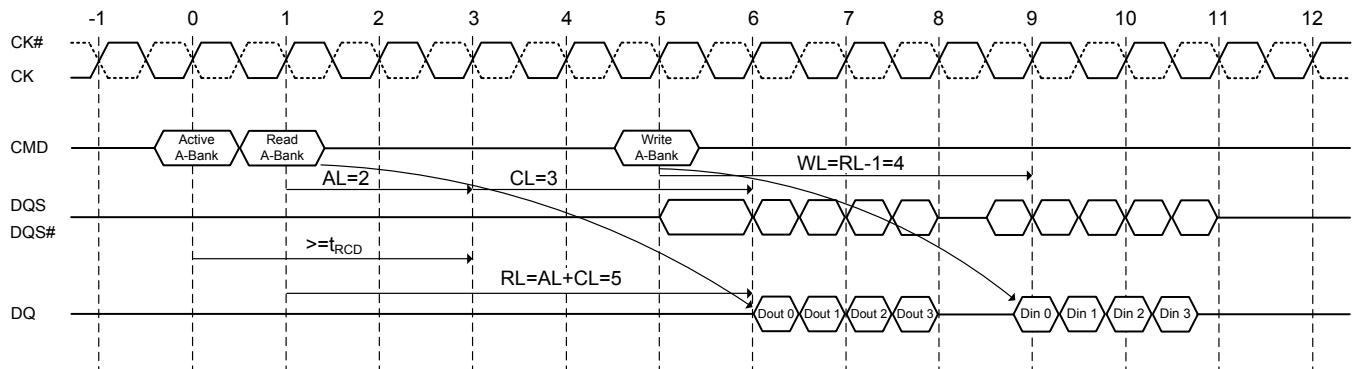 -1 0 1 2 3 4 5 6 7 8 9 10 11 12
CK#
CK
CMD
Active
A-Bank
Read
A-Bank
Write
A-Bank
WL=RL-1=4
AL=2
CL=3
DQS
DQS#
>=tRCD
RL=AL+CL=5
DQ
Dout 0 Dout 1 Dout 2 Dout 3 Din 0 Din 1 Din 2 Din 3